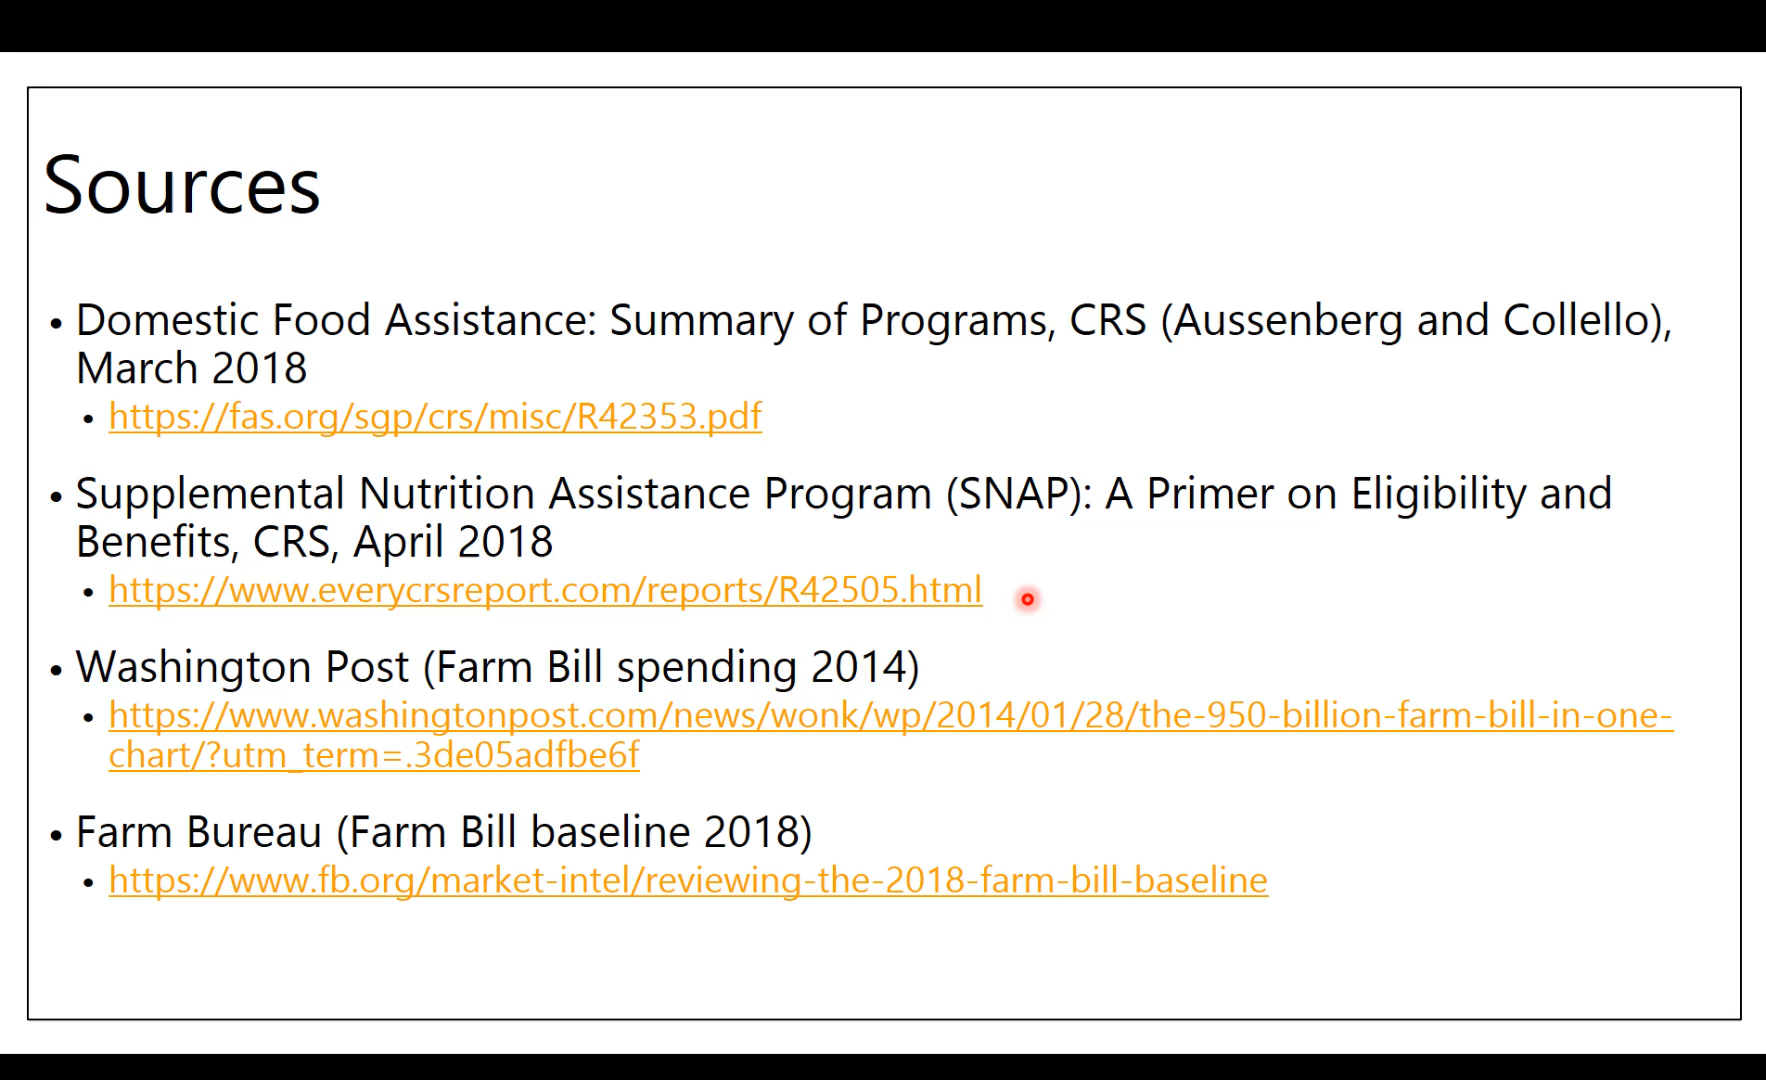 Sources
• Domestic Food Assistance: Summary of Programs, CRS (Aussenberg and Collello),
March 2018
• https://fas.org/sgp/crs/misc/R42353.pdf
• Supplemental Nutrition Assistance Program (SNAP): A Primer on Eligibility and
Benefits, CRS, April 2018
• https://www.everycrsreport.com/reports/R42505.html
• Washington Post (Farm Bill spending 2014)
• https://www.washingtonpost.com/news/wonk/wp/2014/01/28/the-950-billion-farm-bill-in-one-
chart/?utm_term=.3de05adfbe6f
• Farm Bureau (Farm Bill baseline 2018)
• https://www.fb.org/market-intel/reviewing-the-2018-farm-bill-baseline